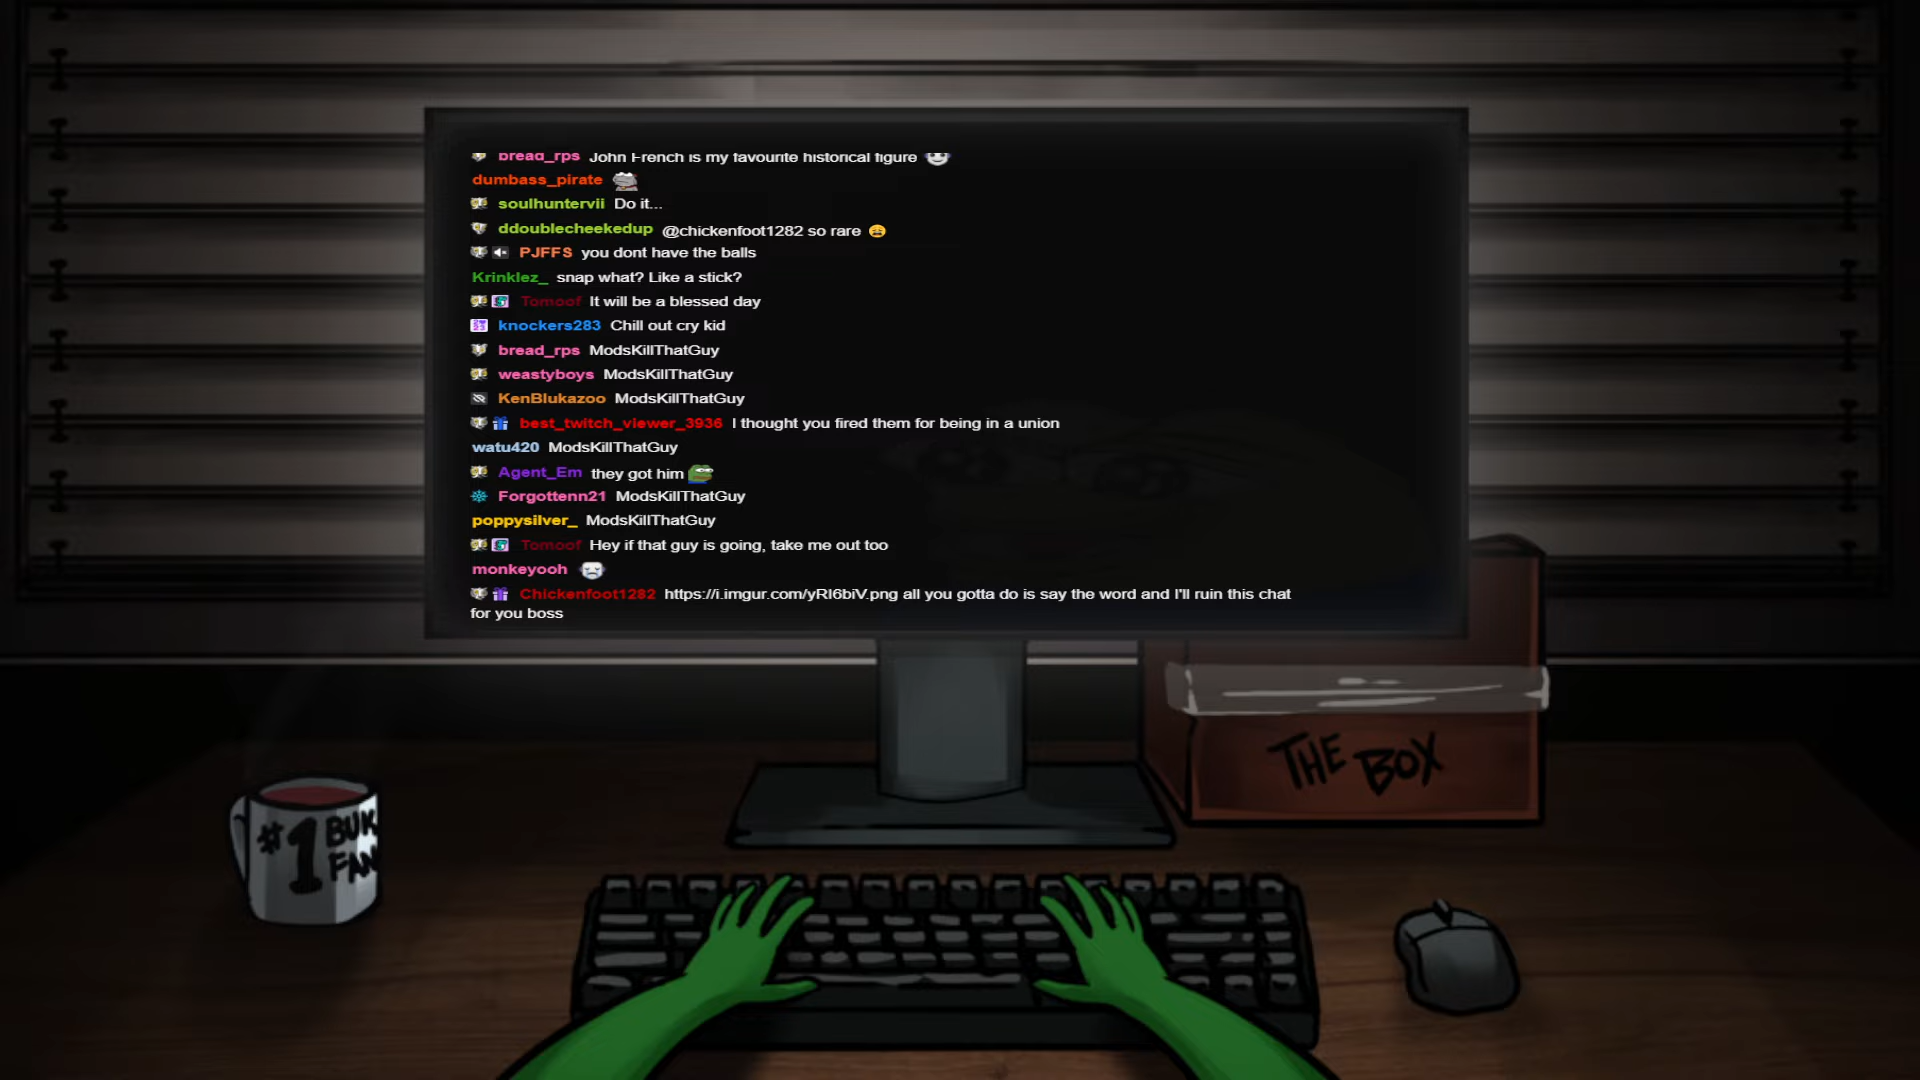 bread_rps John French is my favourite historical figure
dumbass_pirate
soulhuntervii Do it...
ddoublecheekedup @chickenfoot1282 so rare
PJFFS you dont have the balls
Krinklez_ snap what? Like a stick?
Tomoof It will be a blessed day
knockers283 Chill out cry kid
bread_rps ModsKillThatGuy
weastyboys ModsKillThatGuy
KenBlukazoo ModsKillThatGuy
best_twitch_viewer_3936 I thought you fired them for being in a union
watu420 ModsKillThatGuy
Agent_Em they got him
Forgottenn21 ModsKillThatGuy
poppysilver_ ModsKillThatGuy
Tomoof Hey if that guy is going, take me out too
monkeyooh
Chickenfoot1282 https://i.imgur.com/yRI6biV.png all you gotta do is say the word and I'll ruin this chat
for you boss
THE BOX
#1 BUK
FAN